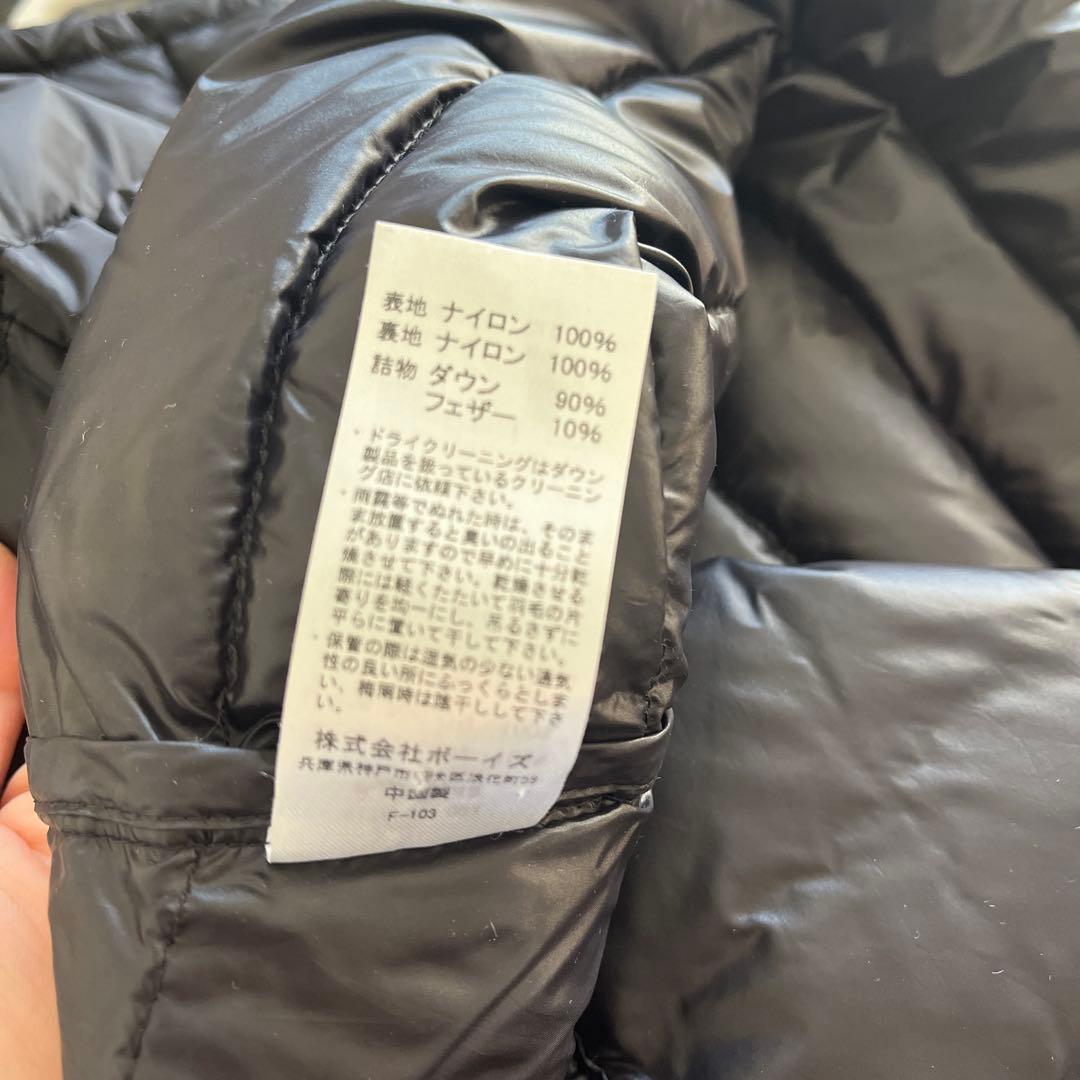 表地 ナイロン 100%
裏地 ナイロン 100%
詰物 ダウン 90%
フェザー 10%
・ドライクリーニングはダウン
製品を扱っているクリーニン
グ店に依頼下さい。
・雨露等でぬれた時は、そのま
ま放置すると臭いの出ること
がありますので早めに十分乾
燥させて下さい。乾燥させる
際には軽くたたいて羽毛の片
寄りを均一にし、吊るさずに
平らに置いて干して下さい。
・保管の際は湿気の少ない通気
性の良い所にふっくらとしま
い、梅雨時は陰干しして下さ
い。
株式会社ボーイズ
兵庫県神戸市
中国製
F-103